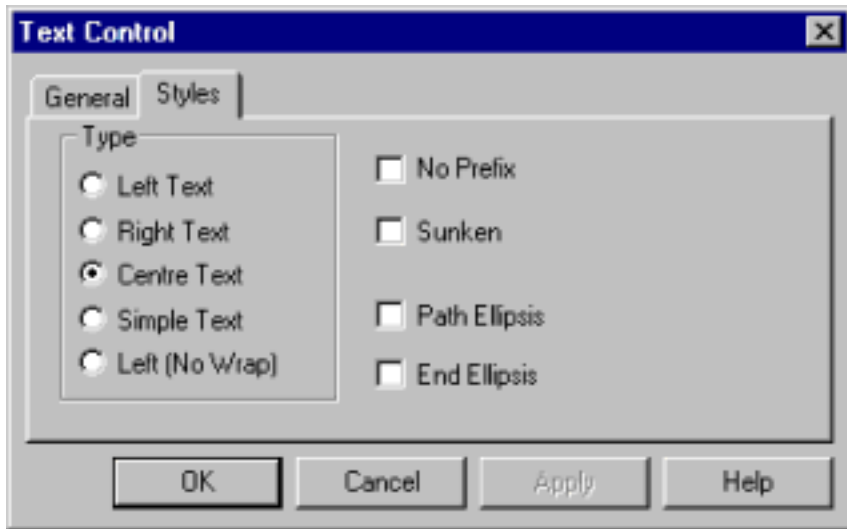 Text Control
General Styles
Type
Left Text
Right Text
Centre Text
Simple Text
Left (No Wrap)
No Prefix
Sunken
Path Ellipsis
End Ellipsis
OK Cancel Apply Help